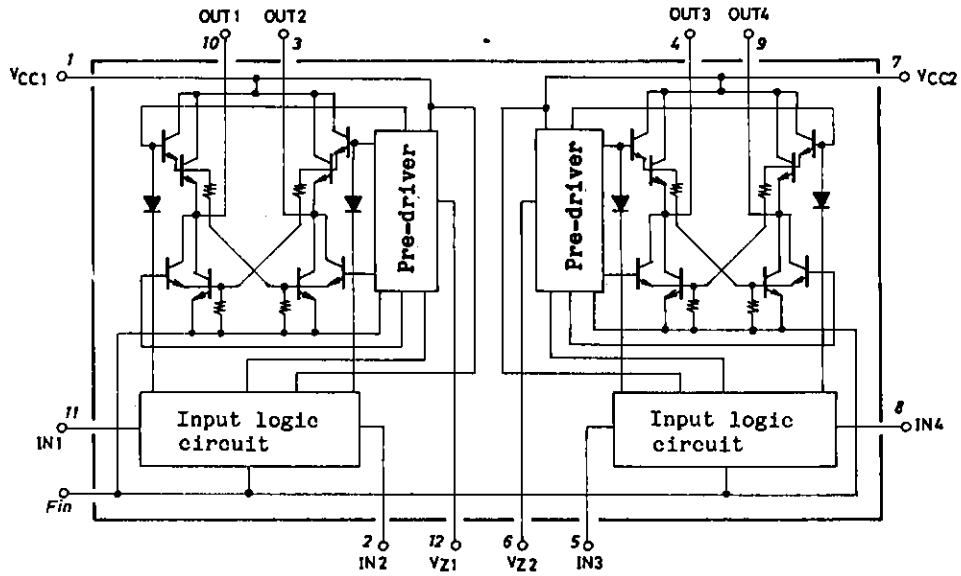 OUT1 OUT2 OUT3 OUT4
10 3 4 9
1 7
VCC1 VCC2
Pre-driver Pre-driver
11 Input logic circuit Input logic circuit 8
IN1 IN4
Fin
2 12 6 5
IN2 VZ1 VZ2 IN3